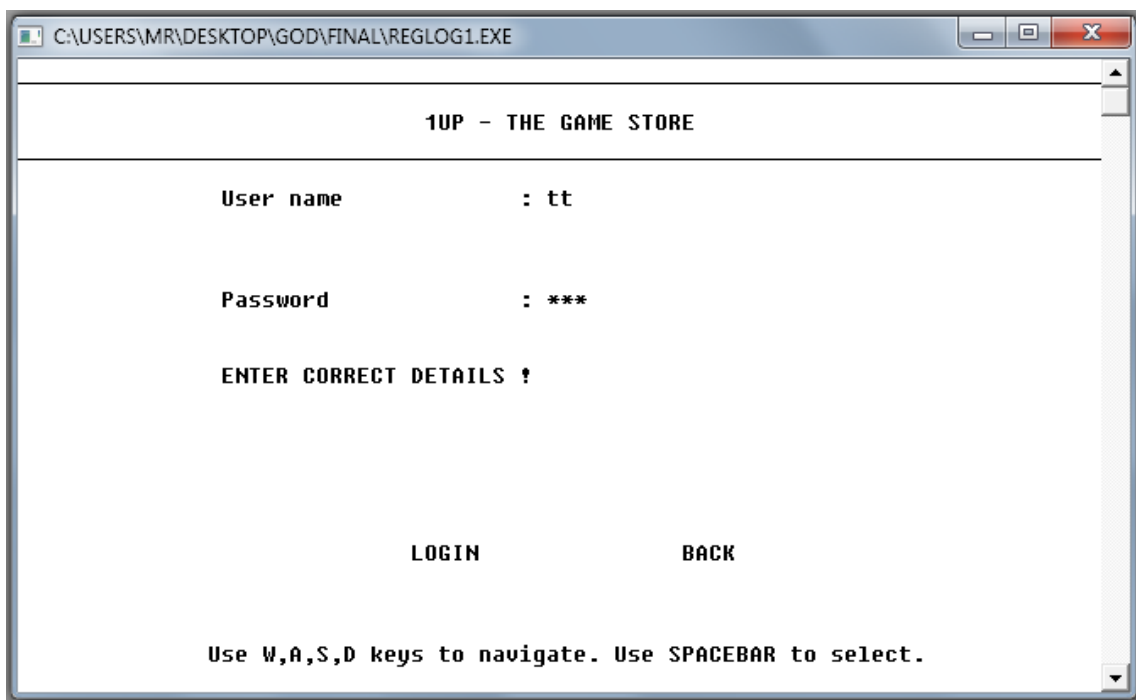 C:\USERS\MR\DESKTOP\GOD\FINAL\REGLOG1.EXE
1UP - THE GAME STORE
User name : tt
Password : ***
ENTER CORRECT DETAILS !
LOGIN BACK
Use W,A,S,D keys to navigate. Use SPACEBAR to select.